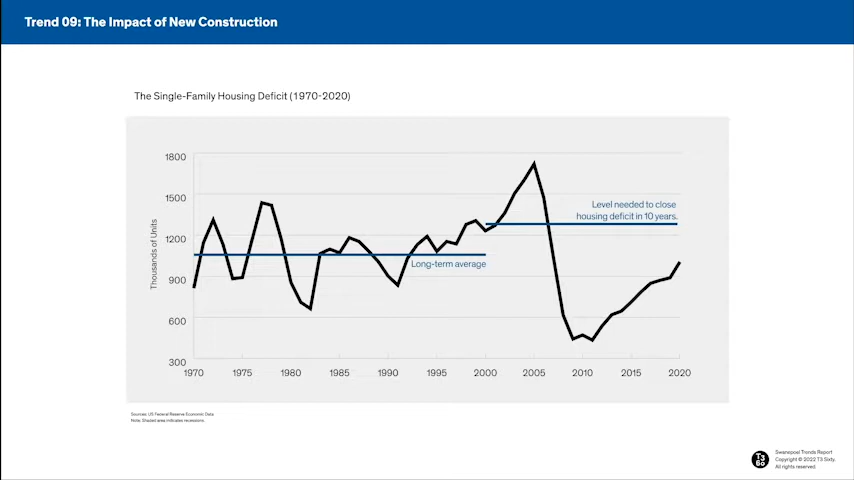 Trend 09: The Impact of New Construction
The Single-Family Housing Deficit (1970-2020)
Thousands of Units
1800
1500
1200
900
600
300
Level needed to close
housing deficit in 10 years.
Long-term average
1970 1975 1980 1985 1990 1995 2000 2005 2010 2015 2020
Sources: US Federal Reserve Economic Data
Note: Shaded area indicates recessions.
T3
60
Swanepoel Trends Report
Copyright © 2022 T3 Sixty.
All rights reserved.